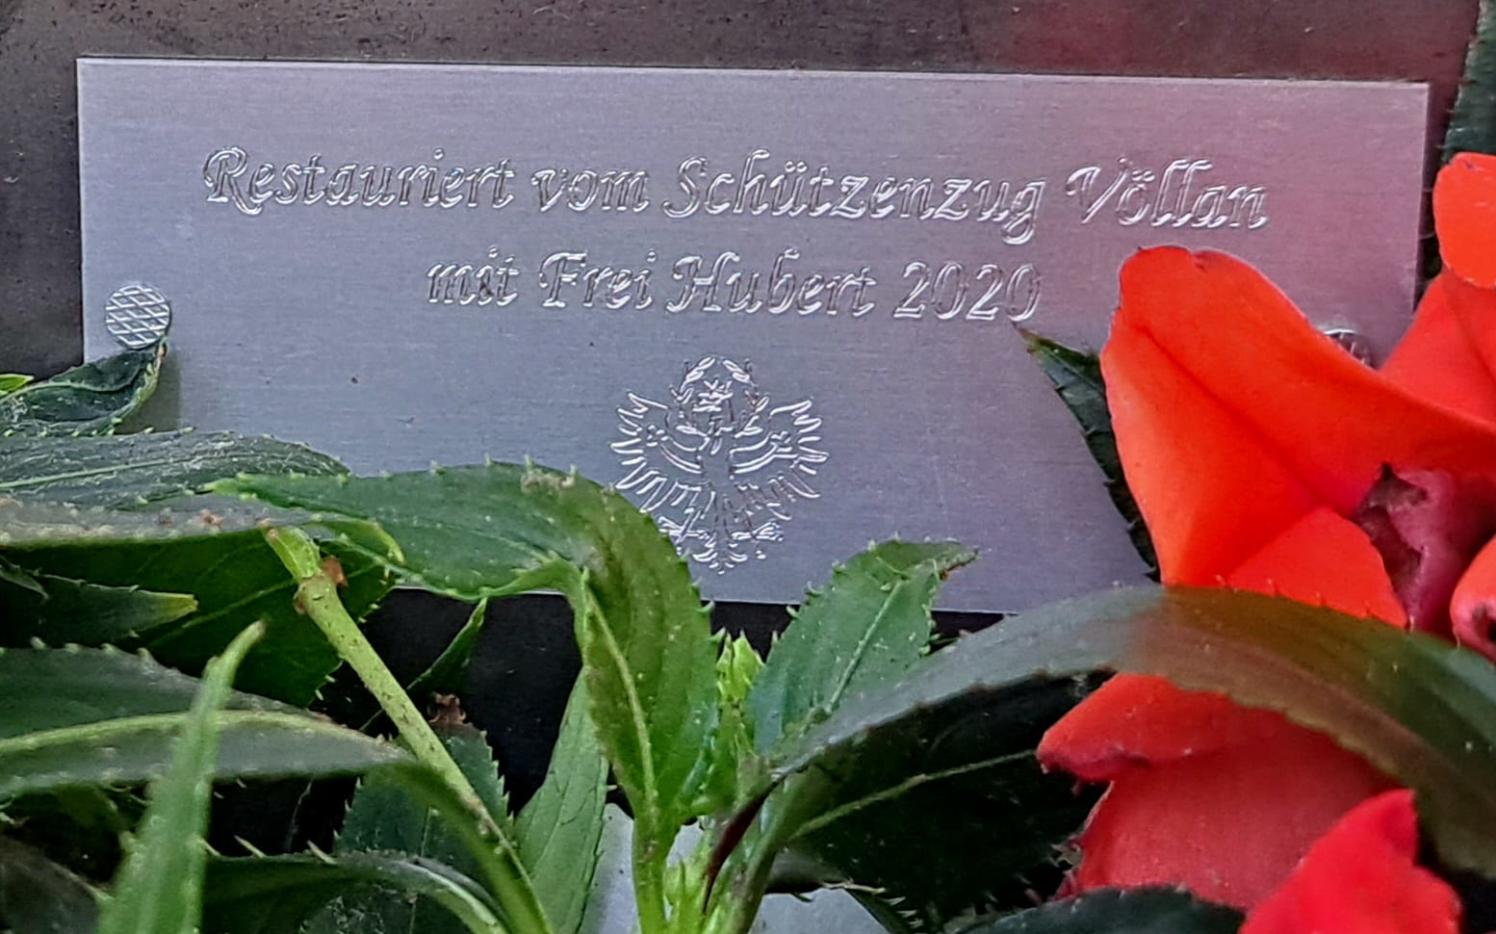 Restauriert vom Schützenzug Völlan
mit Frei Hubert 2020